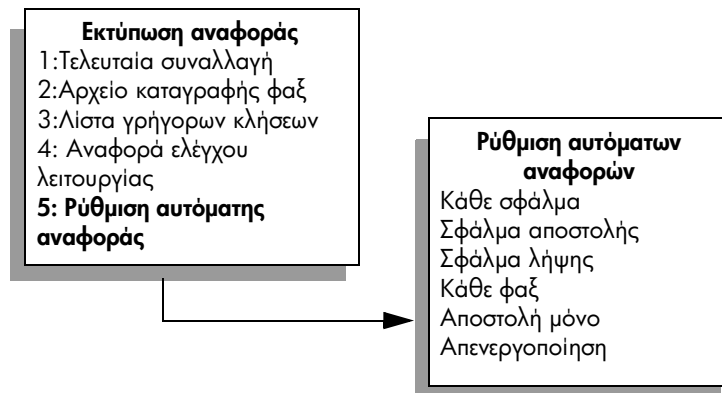 Εκτύπωση αναφοράς
1:Τελευταία συναλλαγή
2:Αρχείο καταγραφής φαξ
3:Λίστα γρήγορων κλήσεων
4: Αναφορά ελέγχου
λειτουργίας
5: Ρύθμιση αυτόματης
αναφοράς
Ρύθμιση αυτόματων
αναφορών
Κάθε σφάλμα
Σφάλμα αποστολής
Σφάλμα λήψης
Κάθε φαξ
Αποστολή μόνο
Απενεργοποίηση